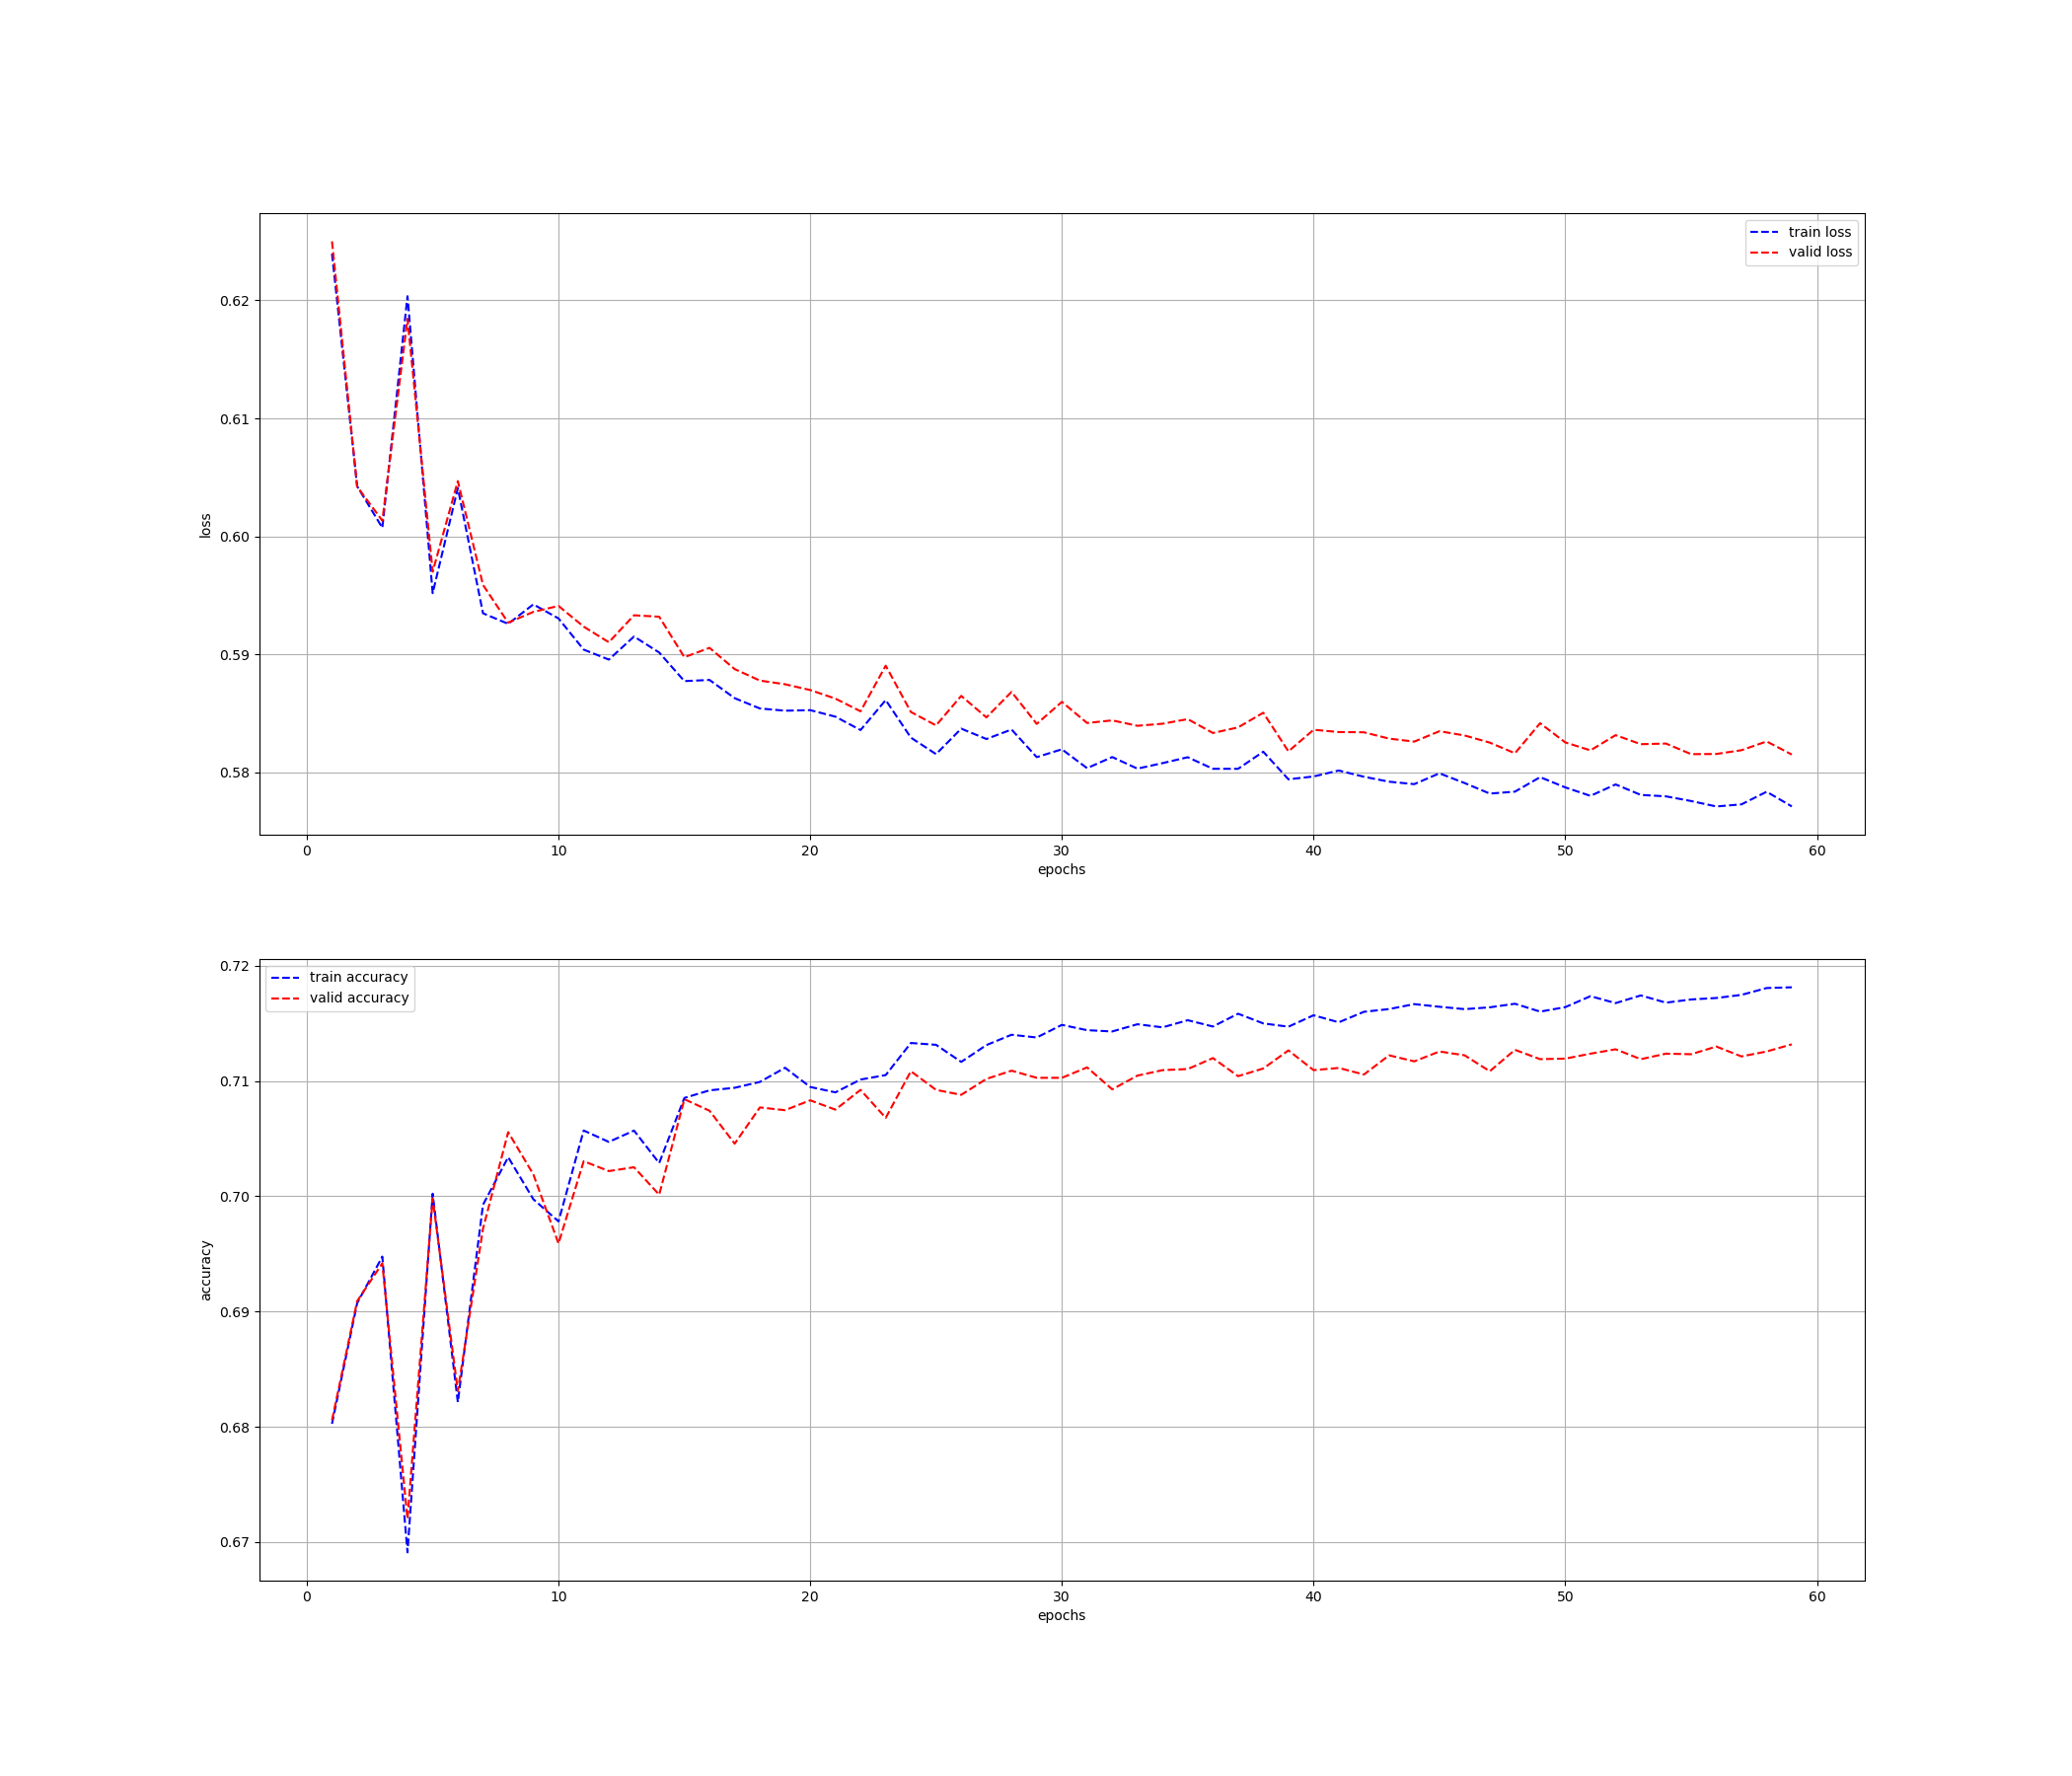 train loss
valid loss
0.62
0.61
0.60
0.59
0.58
loss
0 10 20 30 40 50 60
epochs
train accuracy
valid accuracy
0.72
0.71
0.70
0.69
0.68
0.67
accuracy
0 10 20 30 40 50 60
epochs